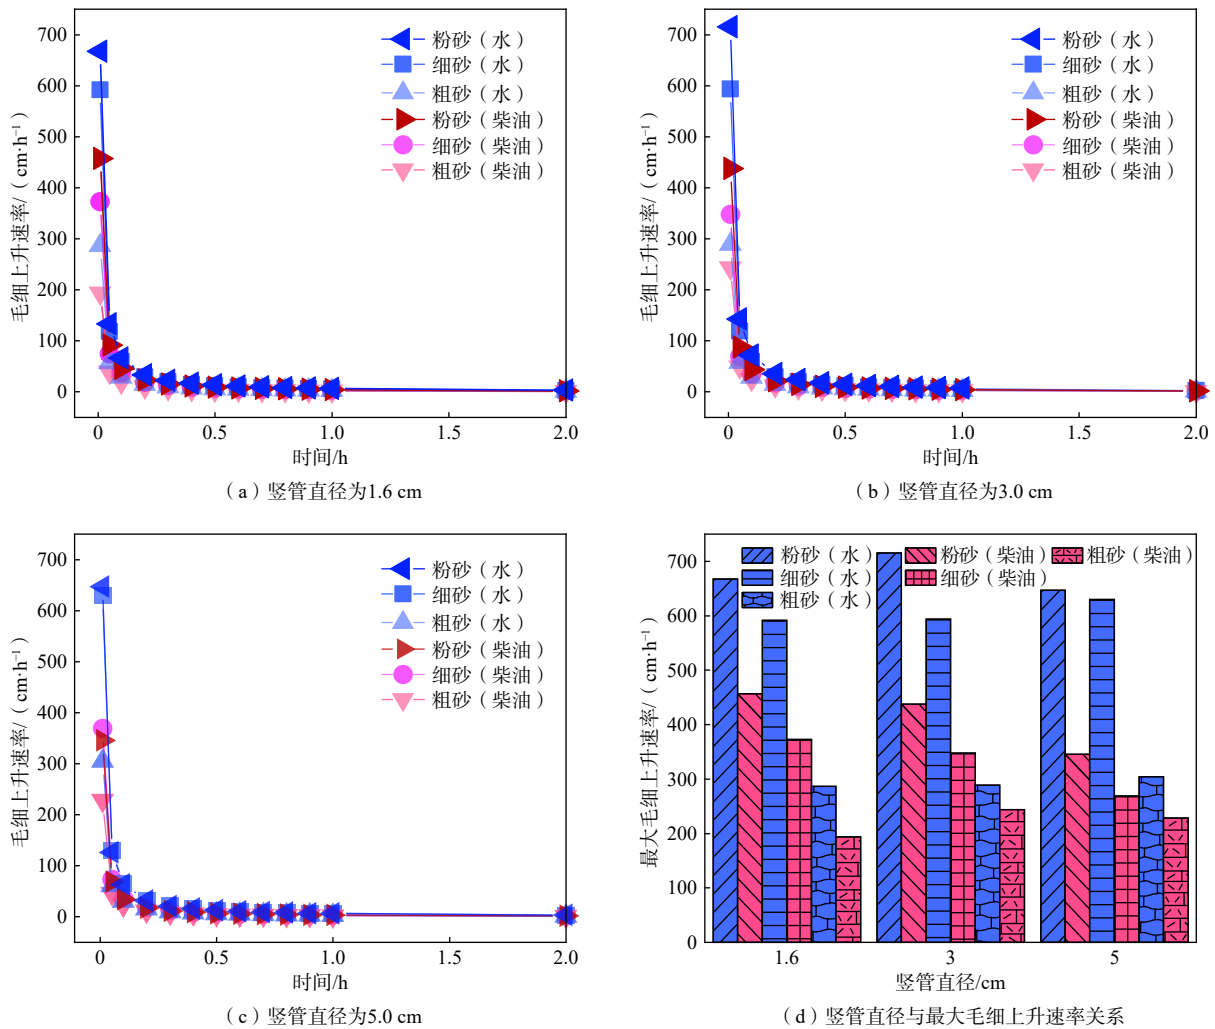 700
600
500
400
300
200
100
0
毛细上升速率/（cm·h⁻¹）
粉砂（水）
细砂（水）
粗砂（水）
粉砂（柴油）
细砂（柴油）
粗砂（柴油）
0 0.5 1.0 1.5 2.0
时间/h
（a）竖管直径为1.6 cm
700
600
500
400
300
200
100
0
毛细上升速率/（cm·h⁻¹）
粉砂（水）
细砂（水）
粗砂（水）
粉砂（柴油）
细砂（柴油）
粗砂（柴油）
0 0.5 1.0 1.5 2.0
时间/h
（b）竖管直径为3.0 cm
700
600
500
400
300
200
100
0
毛细上升速率/（cm·h⁻¹）
粉砂（水）
细砂（水）
粗砂（水）
粉砂（柴油）
细砂（柴油）
粗砂（柴油）
0 0.5 1.0 1.5 2.0
时间/h
（c）竖管直径为5.0 cm
700
600
500
400
300
200
100
0
最大毛细上升速率/（cm·h⁻¹）
粉砂（水） 粉砂（柴油） 粗砂（柴油）
细砂（水） 细砂（柴油）
粗砂（水）
1.6 3 5
竖管直径/cm
（d）竖管直径与最大毛细上升速率关系